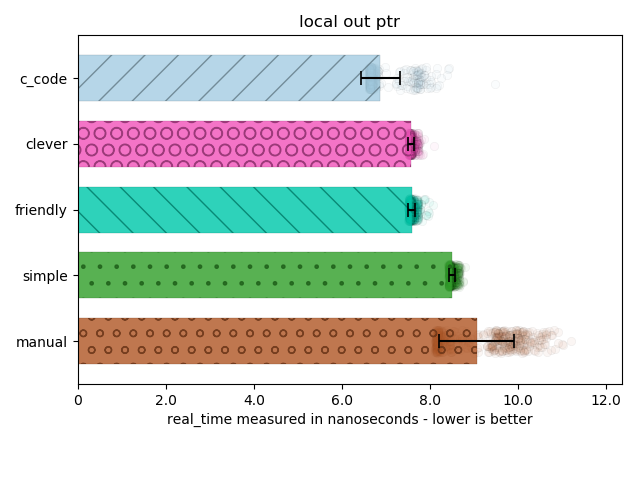 local out ptr
c_code
clever
friendly
simple
manual
0 2.0 4.0 6.0 8.0 10.0 12.0
real_time measured in nanoseconds - lower is better